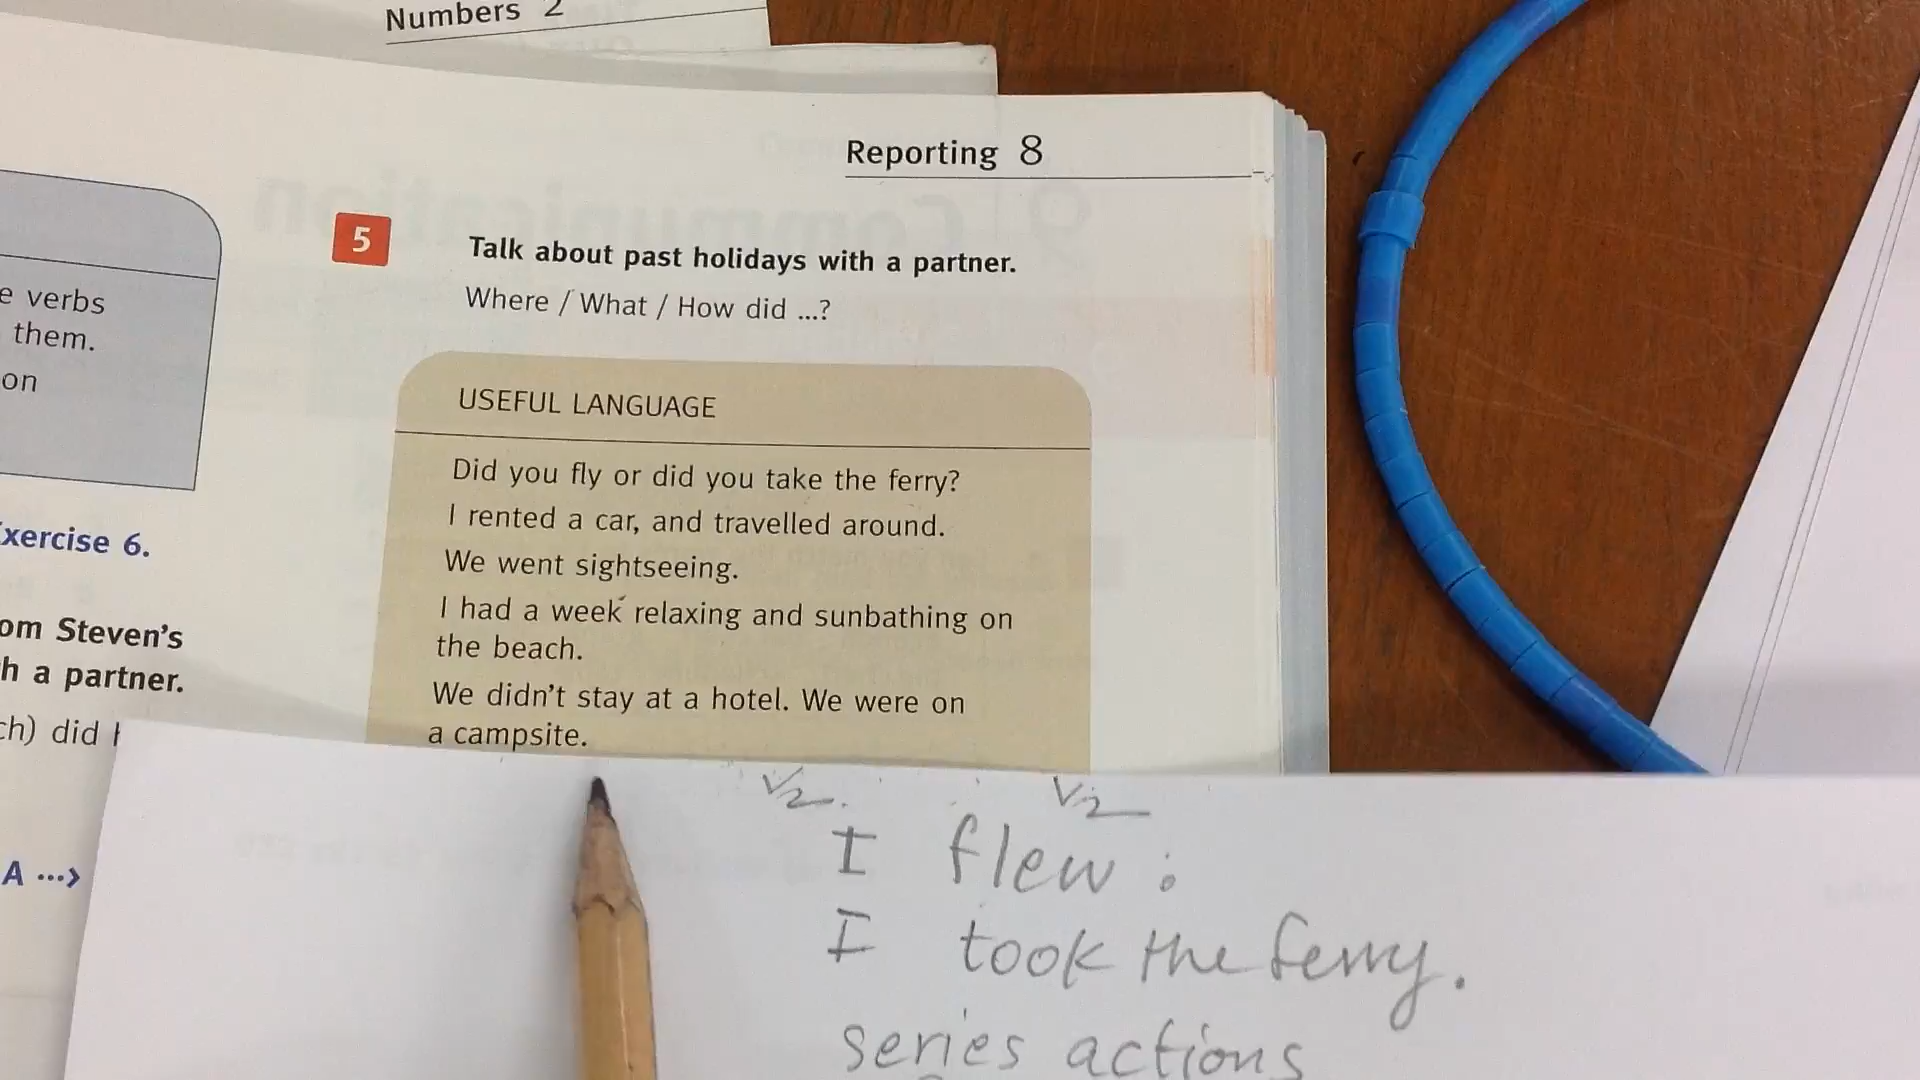 Numbers 2
Reporting 8
e verbs
them.
on
xercise 6.
om Steven's
h a partner.
ch) did
A ...>
5 Talk about past holidays with a partner.
Where / What / How did ...?
USEFUL LANGUAGE
Did you fly or did you take the ferry?
I rented a car, and travelled around.
We went sightseeing.
I had a week relaxing and sunbathing on
the beach.
We didn't stay at a hotel. We were on
a campsite.
V2. V2
I flew :
I took the ferry.
series actions